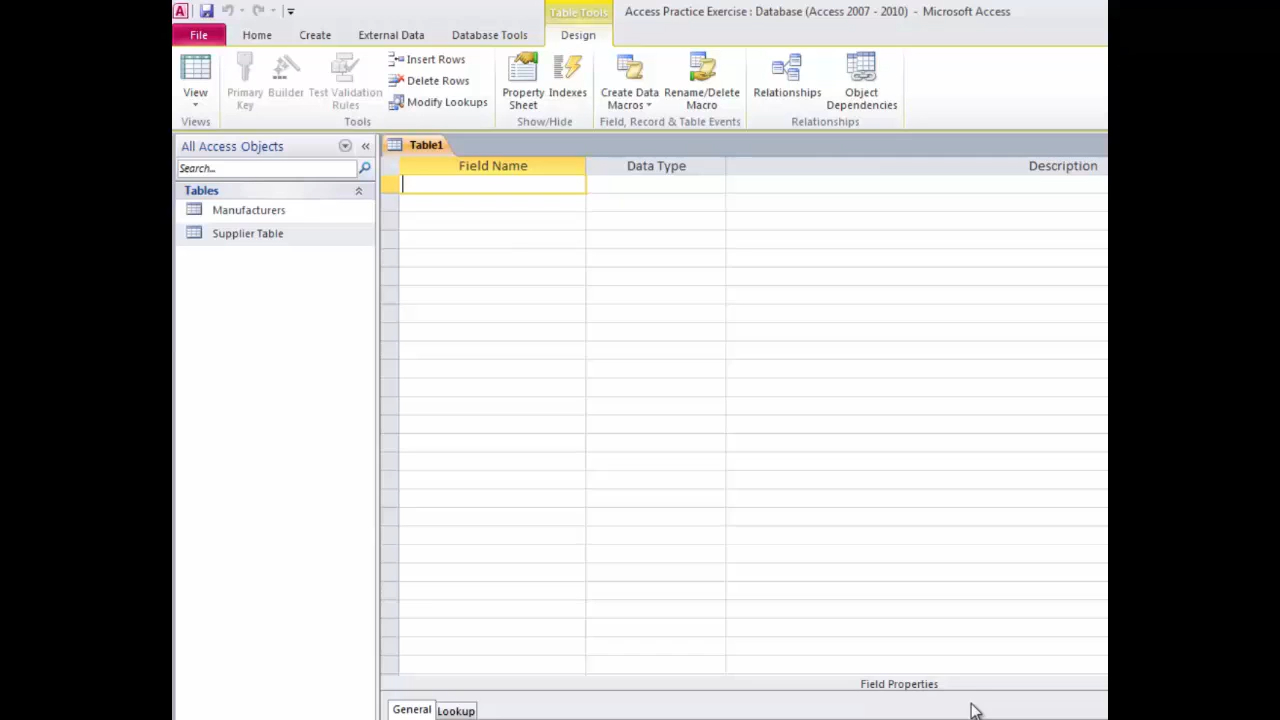 A
Table Tools
Access Practice Exercise : Database (Access 2007 - 2010) - Microsoft Access
File
Home
Create
External Data
Database Tools
Design
View
Primary Key
Builder
Test Validation Rules
Insert Rows
Delete Rows
Modify Lookups
Property Sheet
Indexes
Create Data Macros
Rename/Delete Macro
Relationships
Object Dependencies
Views
Tools
Show/Hide
Field, Record & Table Events
Relationships
All Access Objects
Search...
Tables
Manufacturers
Supplier Table
Table1
Field Name
Data Type
Description
Field Properties
General
Lookup